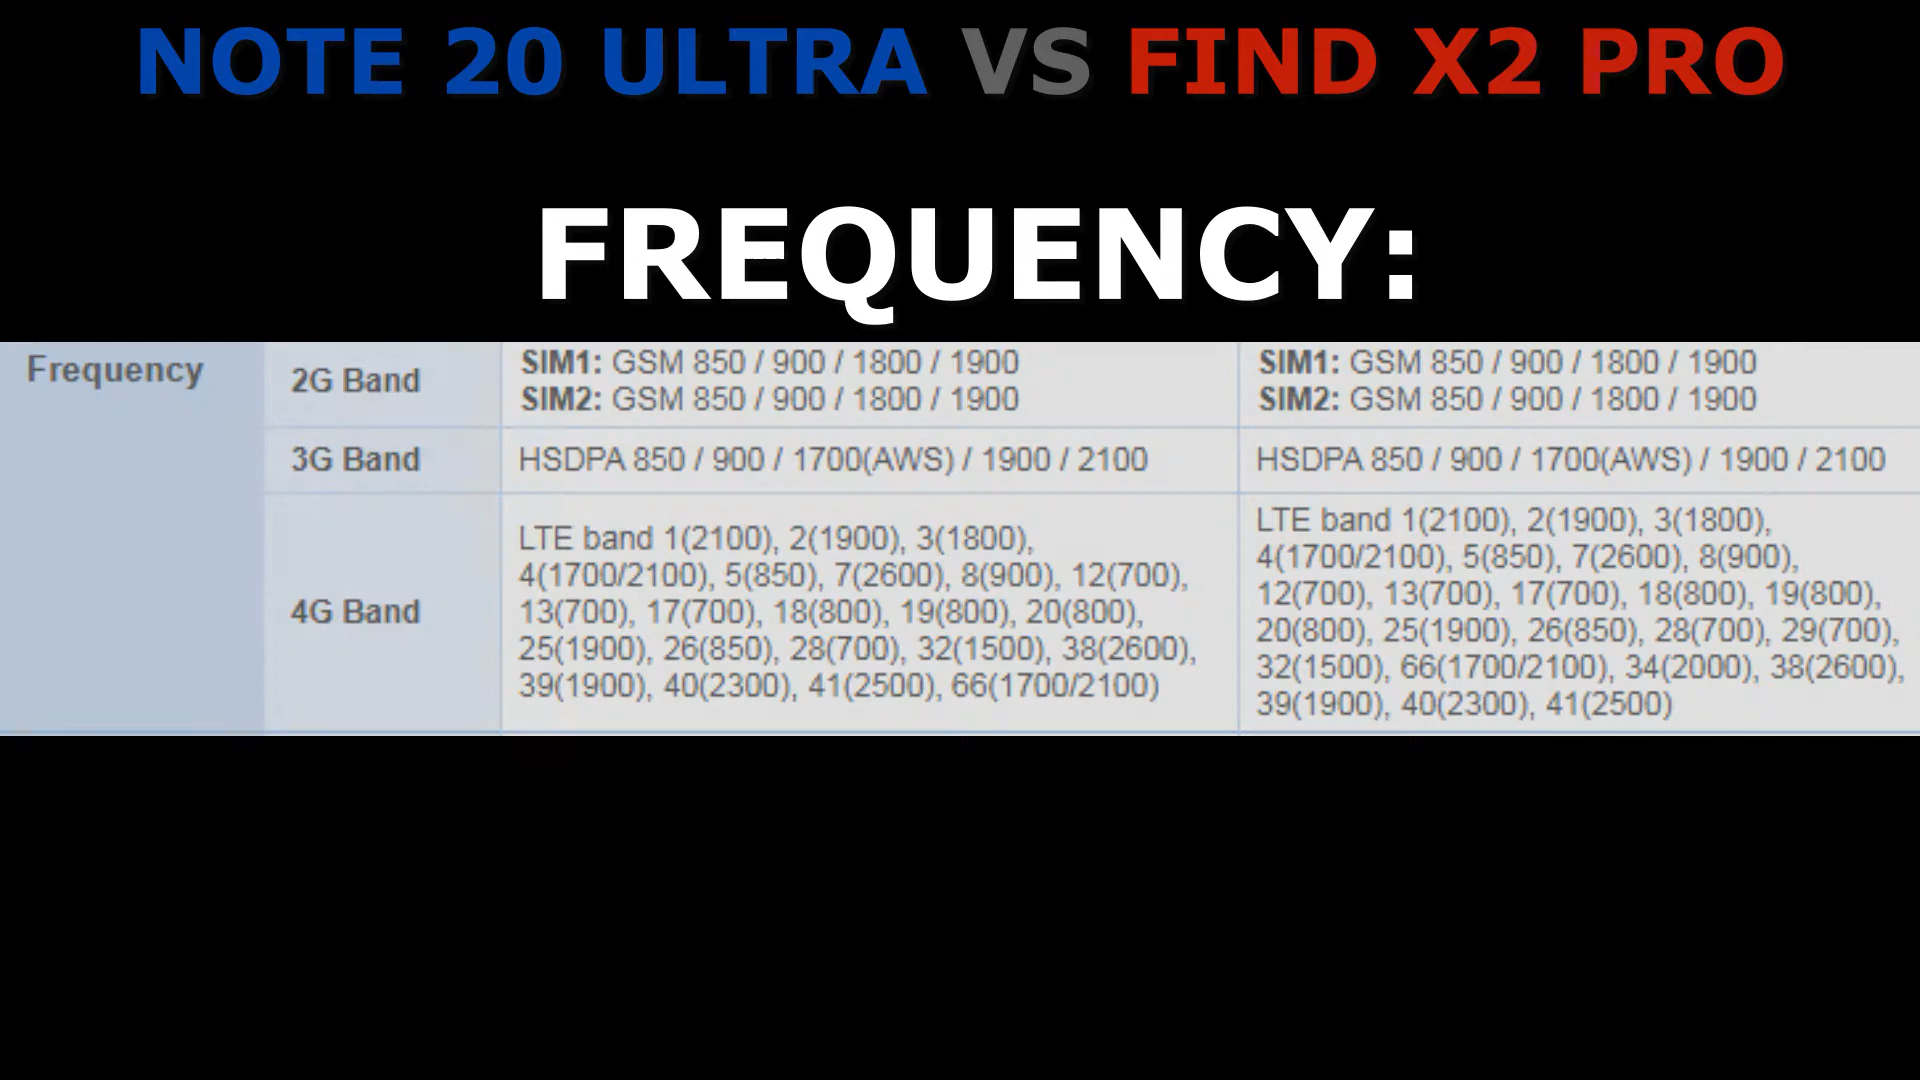 NOTE 20 ULTRA VS FIND X2 PRO
FREQUENCY:
Frequency
2G Band
SIM1: GSM 850 / 900 / 1800 / 1900
SIM2: GSM 850 / 900 / 1800 / 1900
SIM1: GSM 850 / 900 / 1800 / 1900
SIM2: GSM 850 / 900 / 1800 / 1900
3G Band
HSDPA 850 / 900 / 1700(AWS) / 1900 / 2100
HSDPA 850 / 900 / 1700(AWS) / 1900 / 2100
4G Band
LTE band 1(2100), 2(1900), 3(1800),
4(1700/2100), 5(850), 7(2600), 8(900), 12(700),
13(700), 17(700), 18(800), 19(800), 20(800),
25(1900), 26(850), 28(700), 32(1500), 38(2600),
39(1900), 40(2300), 41(2500), 66(1700/2100)
LTE band 1(2100), 2(1900), 3(1800),
4(1700/2100), 5(850), 7(2600), 8(900),
12(700), 13(700), 17(700), 18(800), 19(800),
20(800), 25(1900), 26(850), 28(700), 29(700),
32(1500), 66(1700/2100), 34(2000), 38(2600),
39(1900), 40(2300), 41(2500)